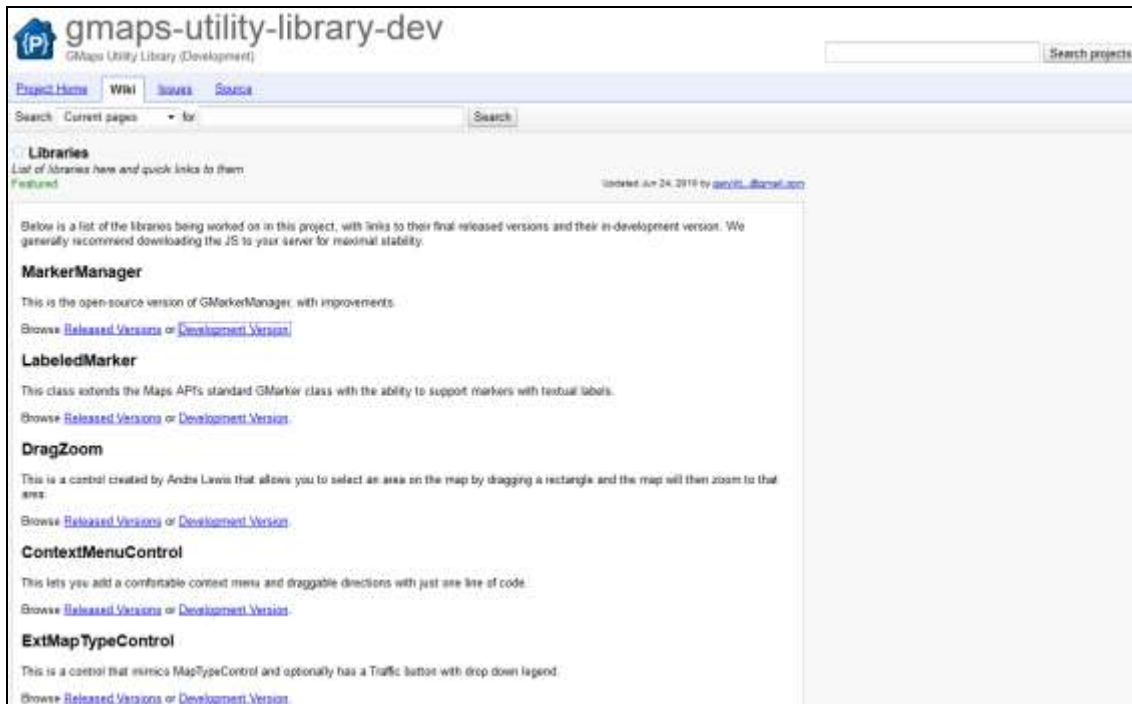 gmaps-utility-library-dev
GMaps Utility Library (Development)
Search projects
Project Home Wiki Issues Source
Search Current pages for Search
Libraries
List of libraries here and quick links to them
Featured
Updated Jun 24, 2010 by
Below is a list of the libraries being worked on in this project, with links to their final released versions and their in-development version. We
generally recommend downloading the JS to your server for maximal stability.
MarkerManager
This is the open-source version of GMarkerManager, with improvements.
Browse Released Versions or Development Version.
LabeledMarker
This class extends the Maps API's standard GMarker class with the ability to support markers with textual labels.
Browse Released Versions or Development Version.
DragZoom
This is a control created by Andre Lewis that allows you to select an area on the map by dragging a rectangle and the map will then zoom to that
area.
Browse Released Versions or Development Version.
ContextMenuControl
This lets you add a comfortable context menu and draggable directions with just one line of code.
Browse Released Versions or Development Version.
ExtMapTypeControl
This is a control that mimics MapTypeControl and optionally has a Traffic button with drop down legend.
Browse Released Versions or Development Version.